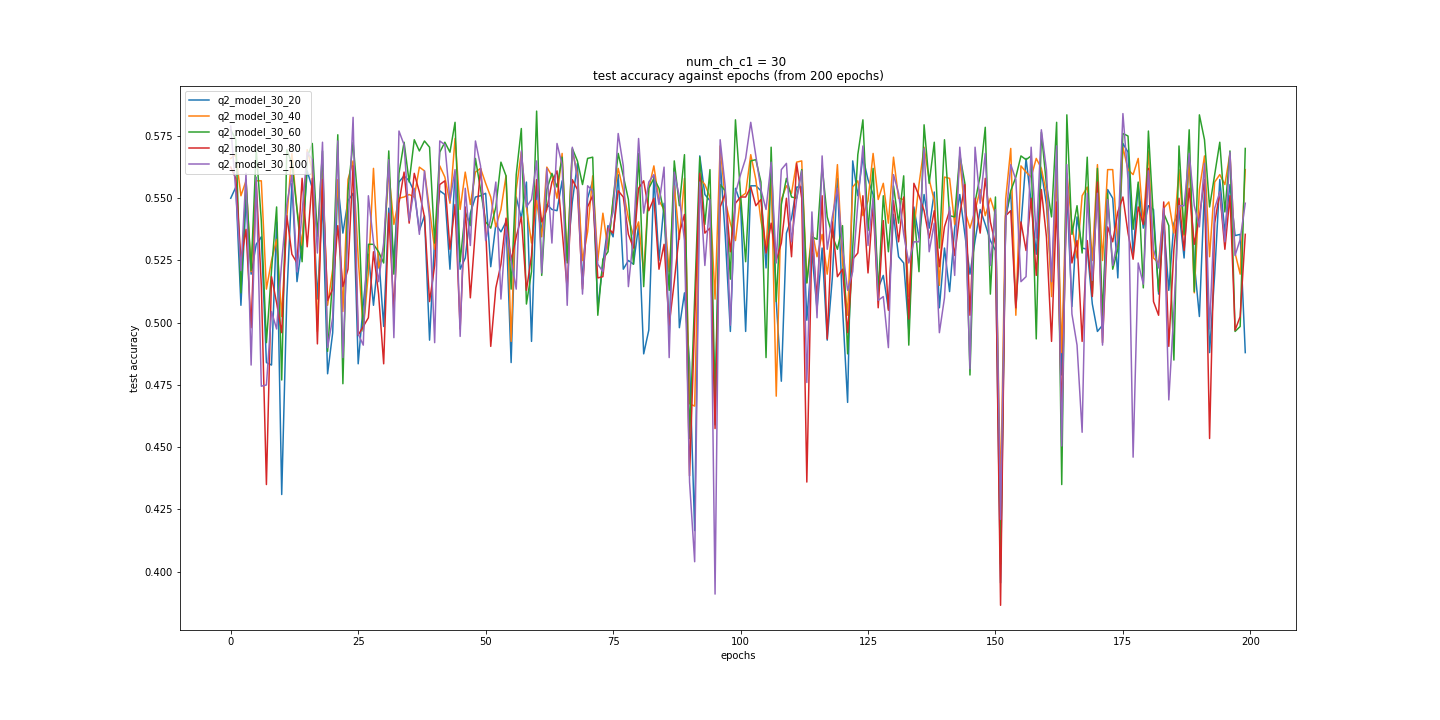 num_ch_c1 = 30
test accuracy against epochs (from 200 epochs)
q2_model_30_20
q2_model_30_40
q2_model_30_60
q2_model_30_80
q2_model_30_100
0.575
0.550
0.525
0.500
0.475
0.450
0.425
0.400
test accuracy
0 25 50 75 100 125 150 175 200
epochs